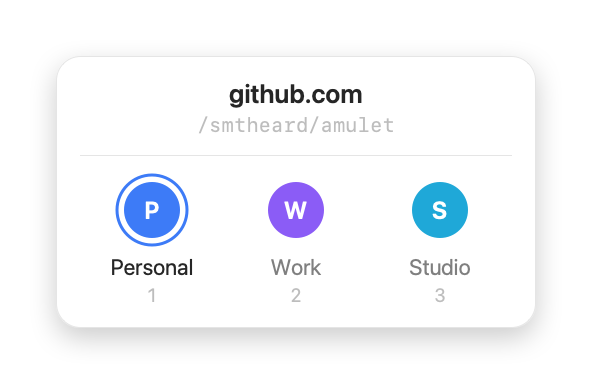 github.com
/smtheard/amulet
P W S
Personal Work Studio
1 2 3